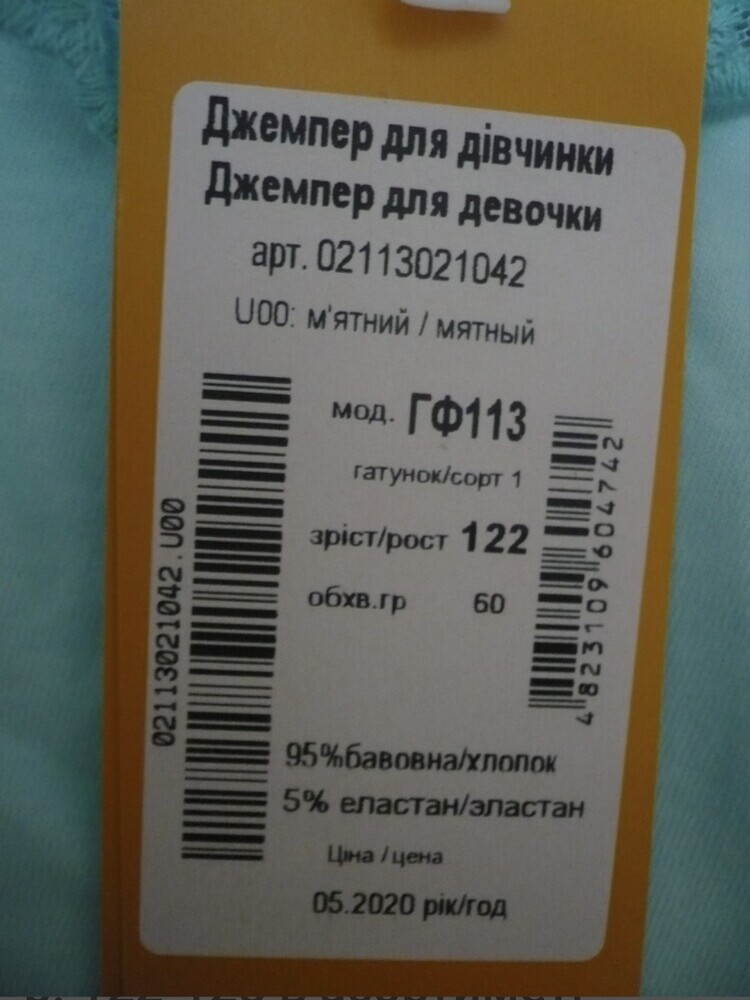 Джемпер для дівчинки
Джемпер для девочки
арт. 02113021042
U00: м'ятний / мятный
мод. ГФ113
гатунок/сорт 1
зріст/рост 122
обхв.гр 60
02113021042.U00
4823109604742
95%бавовна/хлопок
5% еластан/эластан
Ціна / цена
05.2020 рік/год